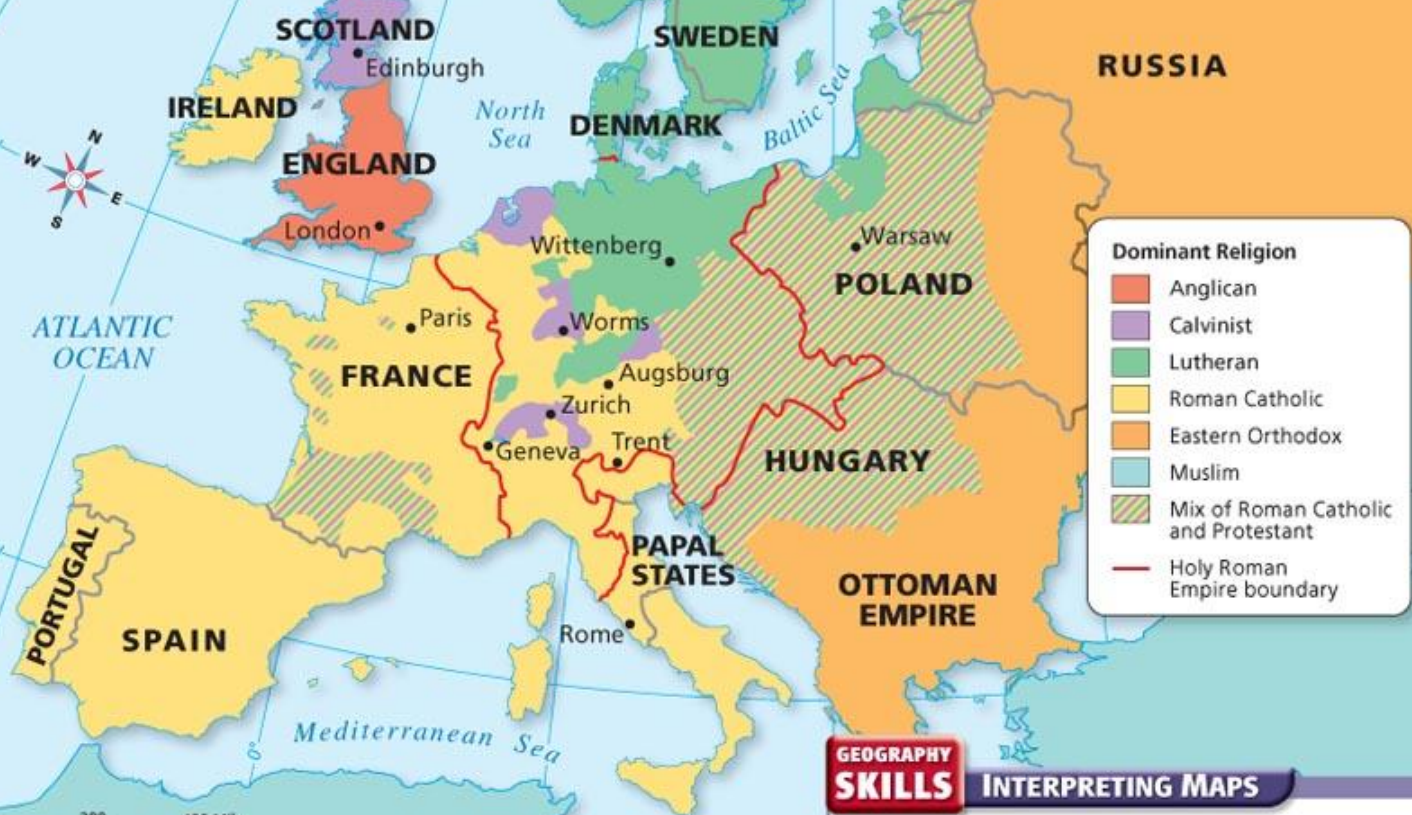 SCOTLAND
Edinburgh
SWEDEN
RUSSIA
IRELAND
North
Sea
DENMARK
Baltic Sea
N
W
E
S
ENGLAND
London
Wittenberg
Warsaw
POLAND
ATLANTIC
OCEAN
Paris
Worms
FRANCE
Augsburg
Zurich
Geneva
Trent
HUNGARY
PAPAL
STATES
OTTOMAN
EMPIRE
PORTUGAL
SPAIN
Rome
Mediterranean Sea
0°
Dominant Religion
Anglican
Calvinist
Lutheran
Roman Catholic
Eastern Orthodox
Muslim
Mix of Roman Catholic
and Protestant
Holy Roman
Empire boundary
GEOGRAPHY
SKILLS
INTERPRETING MAPS